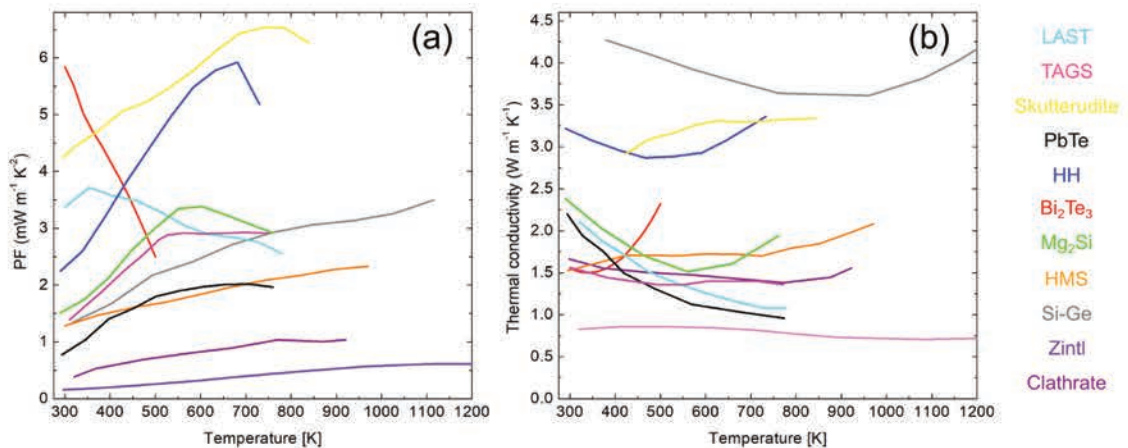 (a)
PF (mW m⁻¹ K⁻²)
6
5
4
3
2
1
0
300 400 500 600 700 800 900 1000 1100 1200
Temperature [K]
(b)
Thermal conductivity (W m⁻¹ K⁻¹)
4.5
4.0
3.5
3.0
2.5
2.0
1.5
1.0
0.5
0.0
300 400 500 600 700 800 900 1000 1100 1200
Temperature [K]
LAST
TAGS
Skutterudite
PbTe
HH
Bi₂Te₃
Mg₂Si
HMS
Si-Ge
Zintl
Clathrate